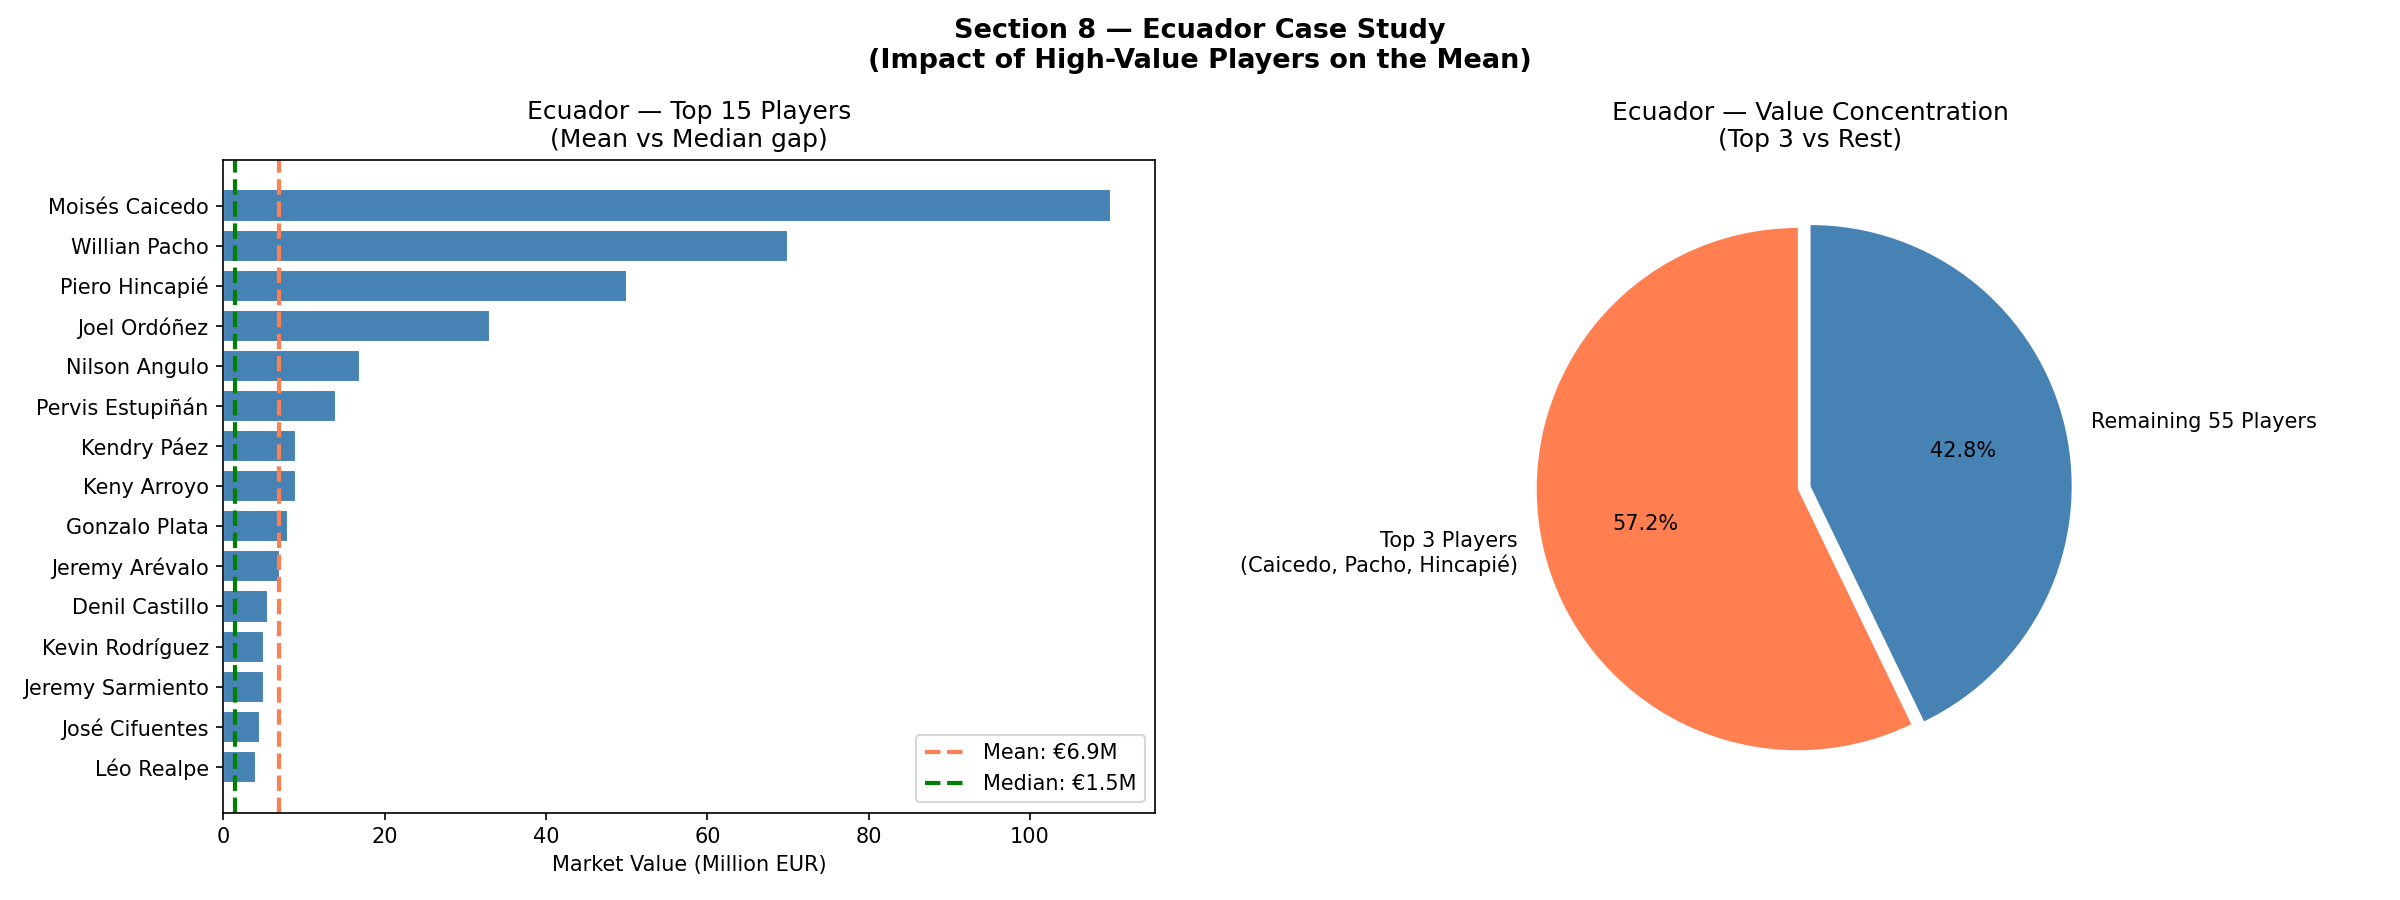 Section 8 — Ecuador Case Study
(Impact of High-Value Players on the Mean)
Ecuador — Top 15 Players
(Mean vs Median gap)
Moisés Caicedo
Willian Pacho
Piero Hincapié
Joel Ordóñez
Nilson Angulo
Pervis Estupiñán
Kendry Páez
Keny Arroyo
Gonzalo Plata
Jeremy Arévalo
Denil Castillo
Kevin Rodríguez
Jeremy Sarmiento
José Cifuentes
Léo Realpe
Mean: €6.9M
Median: €1.5M
0 20 40 60 80 100
Market Value (Million EUR)
Ecuador — Value Concentration
(Top 3 vs Rest)
Remaining 55 Players
42.8%
57.2%
Top 3 Players
(Caicedo, Pacho, Hincapié)